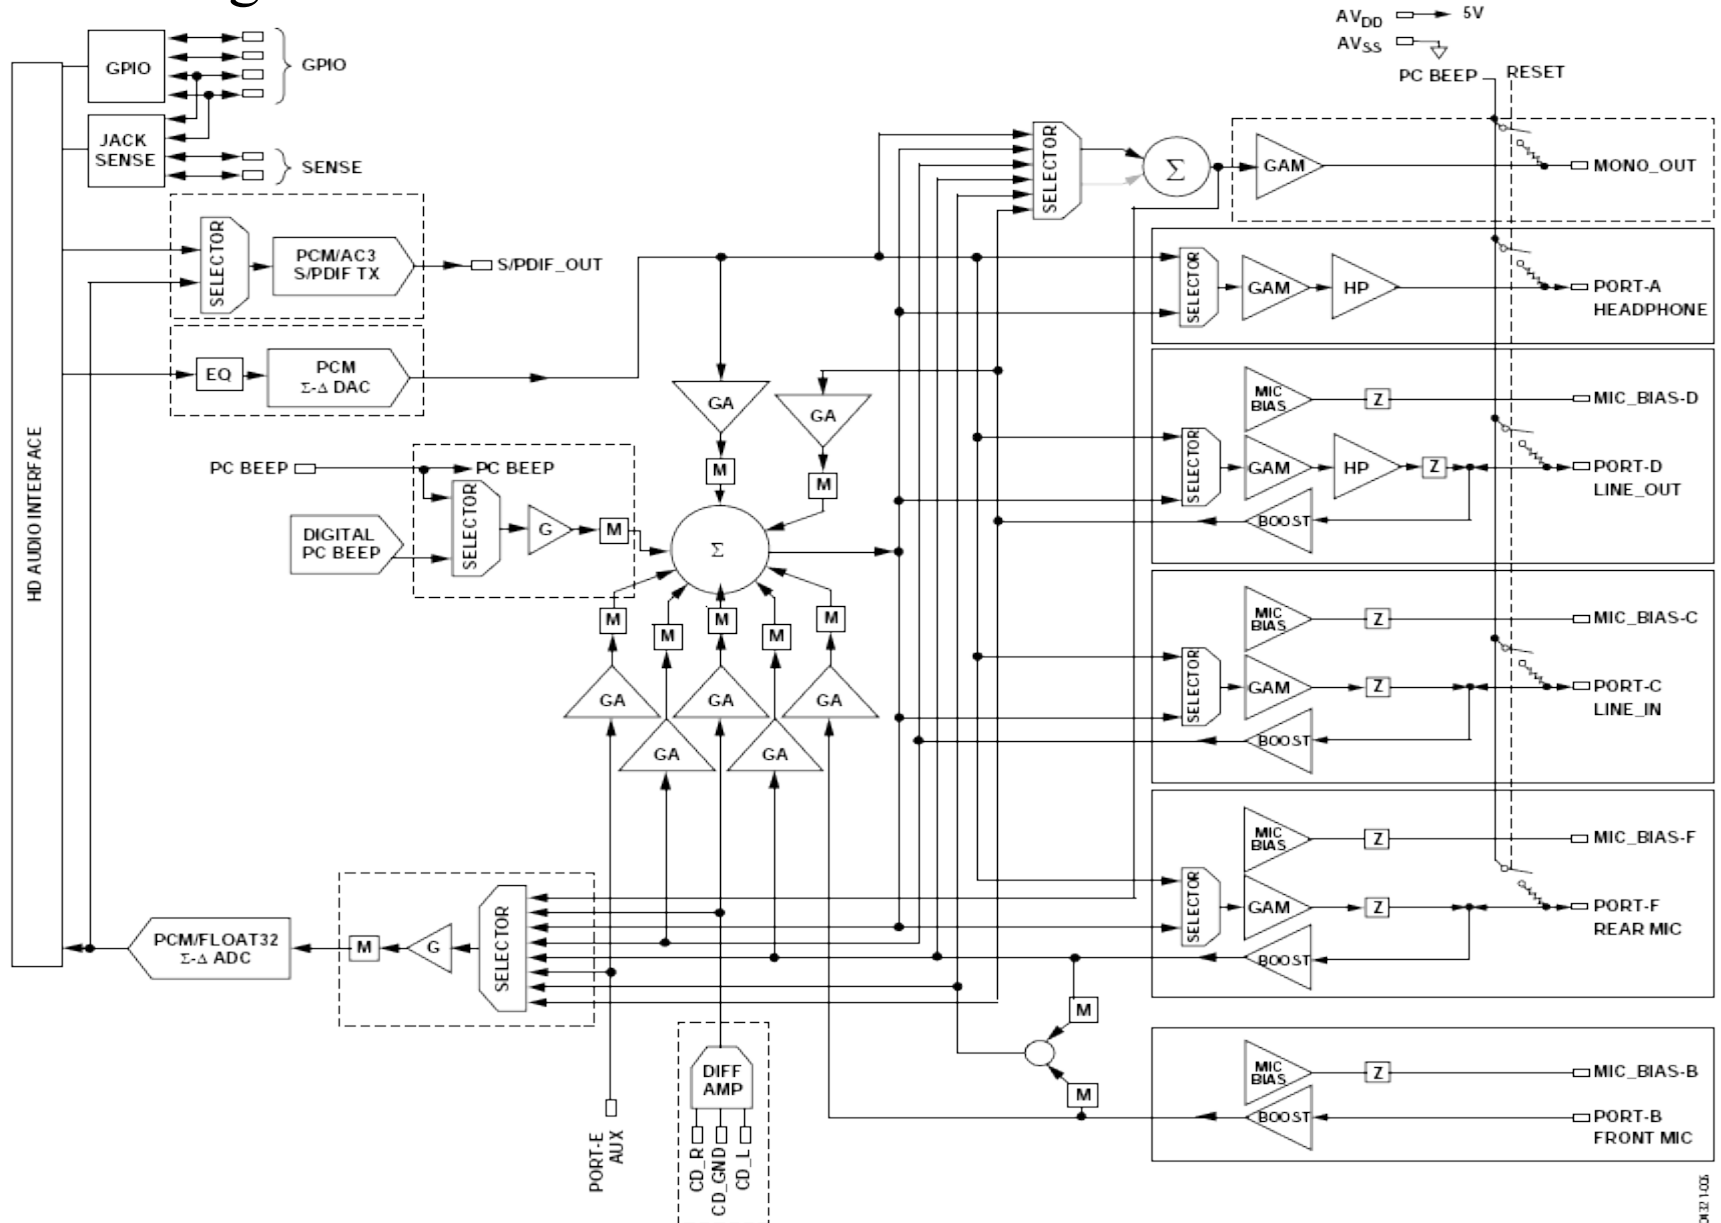 AVDD
5V
AVSS
PC BEEP
RESET
GPIO
GPIO
JACK
SENSE
SENSE
SELECTOR
PCM/AC3
S/PDIF TX
S/PDIF_OUT
EQ
PCM
Σ-Δ DAC
HD AUDIO INTERFACE
PC BEEP
PC BEEP
DIGITAL
PC BEEP
SELECTOR
G
M
GA
GA
M
M
Σ
M
M
M
M
M
GA
GA
GA
GA
GA
SELECTOR
Σ
GAM
MONO_OUT
SELECTOR
GAM
HP
PORT-A
HEADPHONE
MIC
BIAS
Z
MIC_BIAS-D
SELECTOR
GAM
HP
Z
PORT-D
LINE_OUT
BOOST
MIC
BIAS
Z
MIC_BIAS-C
SELECTOR
GAM
Z
PORT-C
LINE_IN
BOOST
MIC
BIAS
Z
MIC_BIAS-F
SELECTOR
GAM
Z
PORT-F
REAR MIC
BOOST
PCM/FLOAT32
Σ-Δ ADC
M
G
SELECTOR
M
M
DIFF
AMP
PORT-E
AUX
CD_R
CD_GND
CD_L
MIC
BIAS
Z
MIC_BIAS-B
BOOST
PORT-B
FRONT MIC